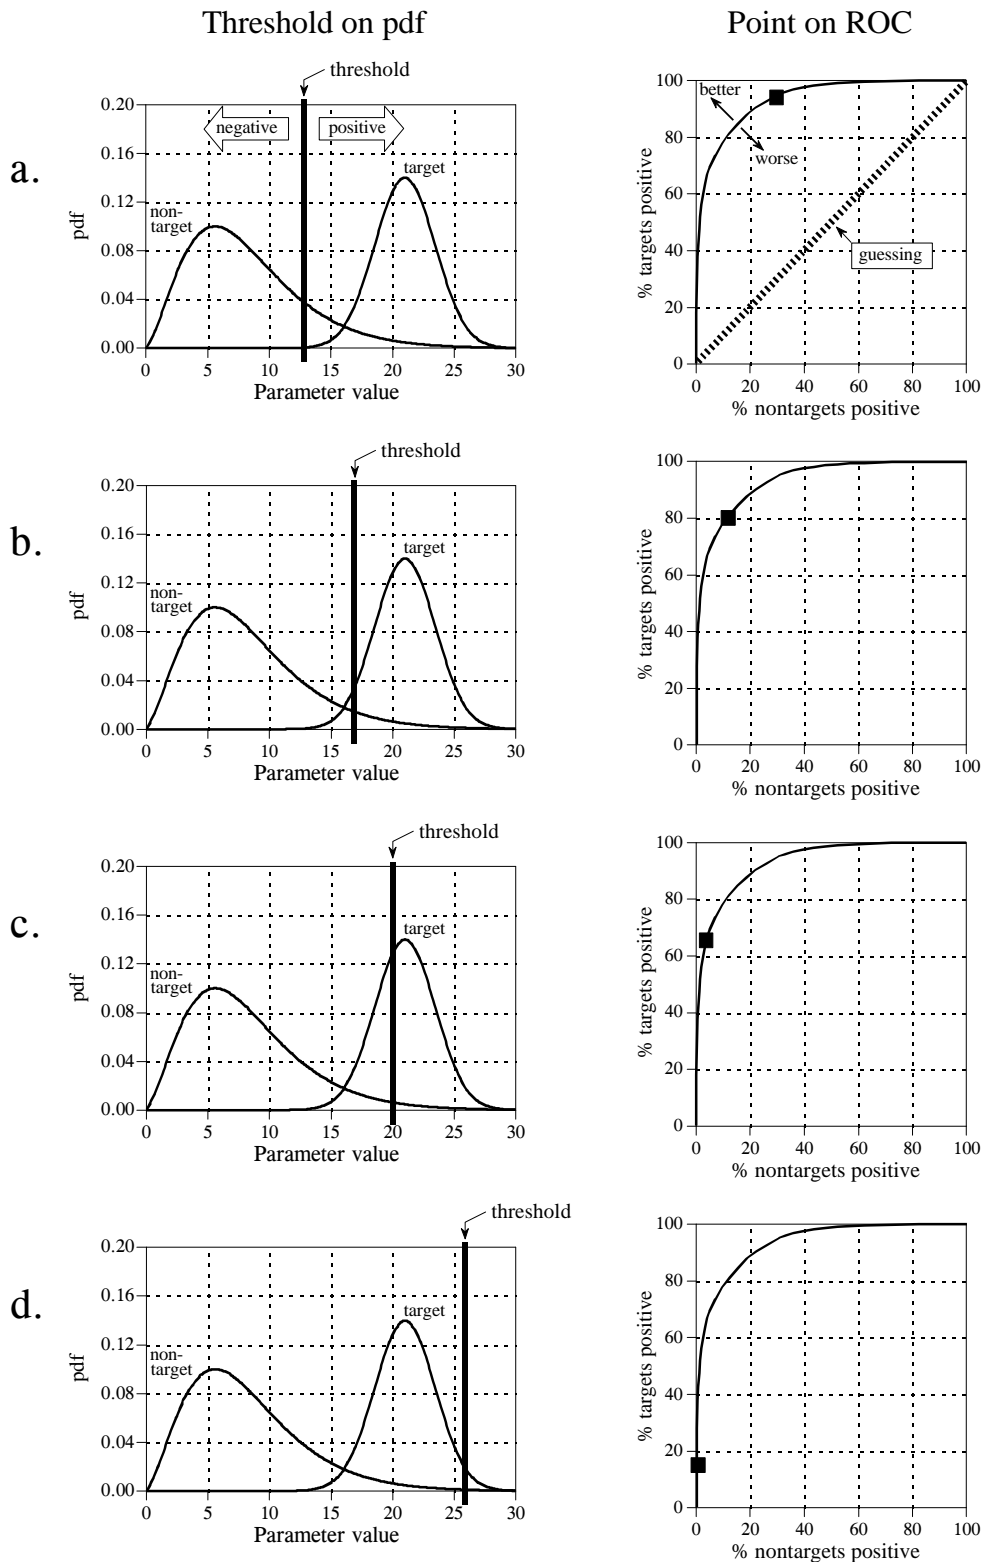 Threshold on pdf
Point on ROC
a.
threshold
negative
positive
target
non-
target
pdf
0.20
0.16
0.12
0.08
0.04
0.00
0 5 10 15 20 25 30
Parameter value
better
worse
guessing
% targets positive
100
80
60
40
20
0
0 20 40 60 80 100
% nontargets positive
b.
threshold
target
non-
target
pdf
0.20
0.16
0.12
0.08
0.04
0.00
0 5 10 15 20 25 30
Parameter value
% targets positive
100
80
60
40
20
0
0 20 40 60 80 100
% nontargets positive
c.
threshold
target
non-
target
pdf
0.20
0.16
0.12
0.08
0.04
0.00
0 5 10 15 20 25 30
Parameter value
% targets positive
100
80
60
40
20
0
0 20 40 60 80 100
% nontargets positive
d.
threshold
target
non-
target
pdf
0.20
0.16
0.12
0.08
0.04
0.00
0 5 10 15 20 25 30
Parameter value
% targets positive
100
80
60
40
20
0
0 20 40 60 80 100
% nontargets positive